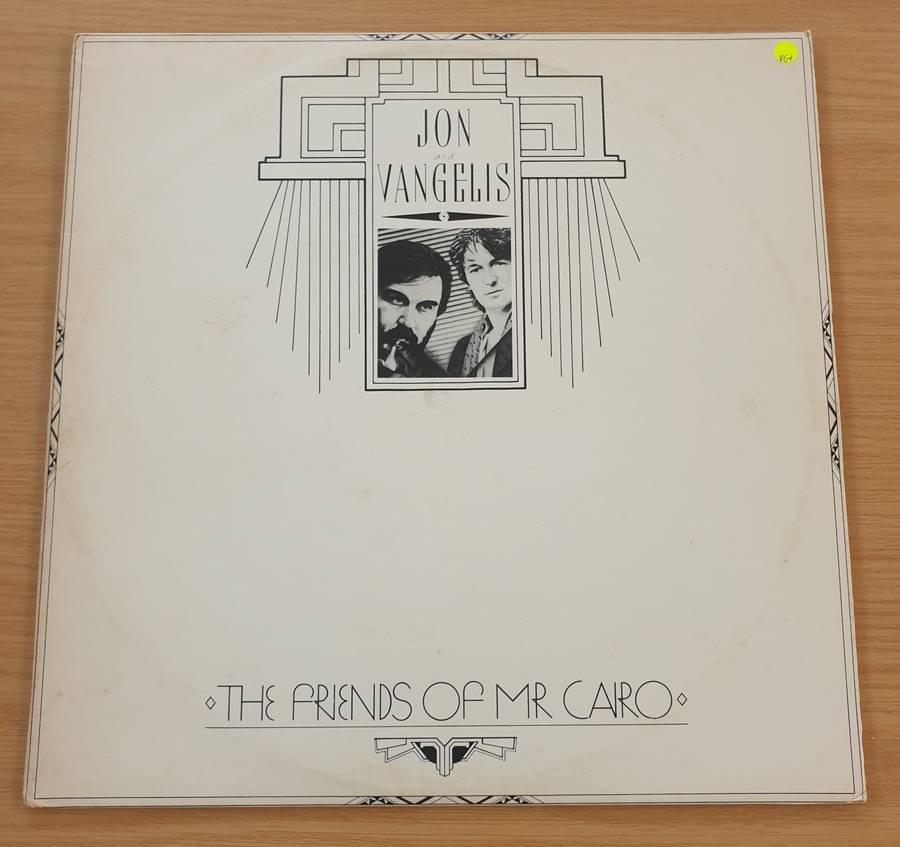 VG+
JON
and
VANGELIS
THE FRIENDS OF MR CAIRO